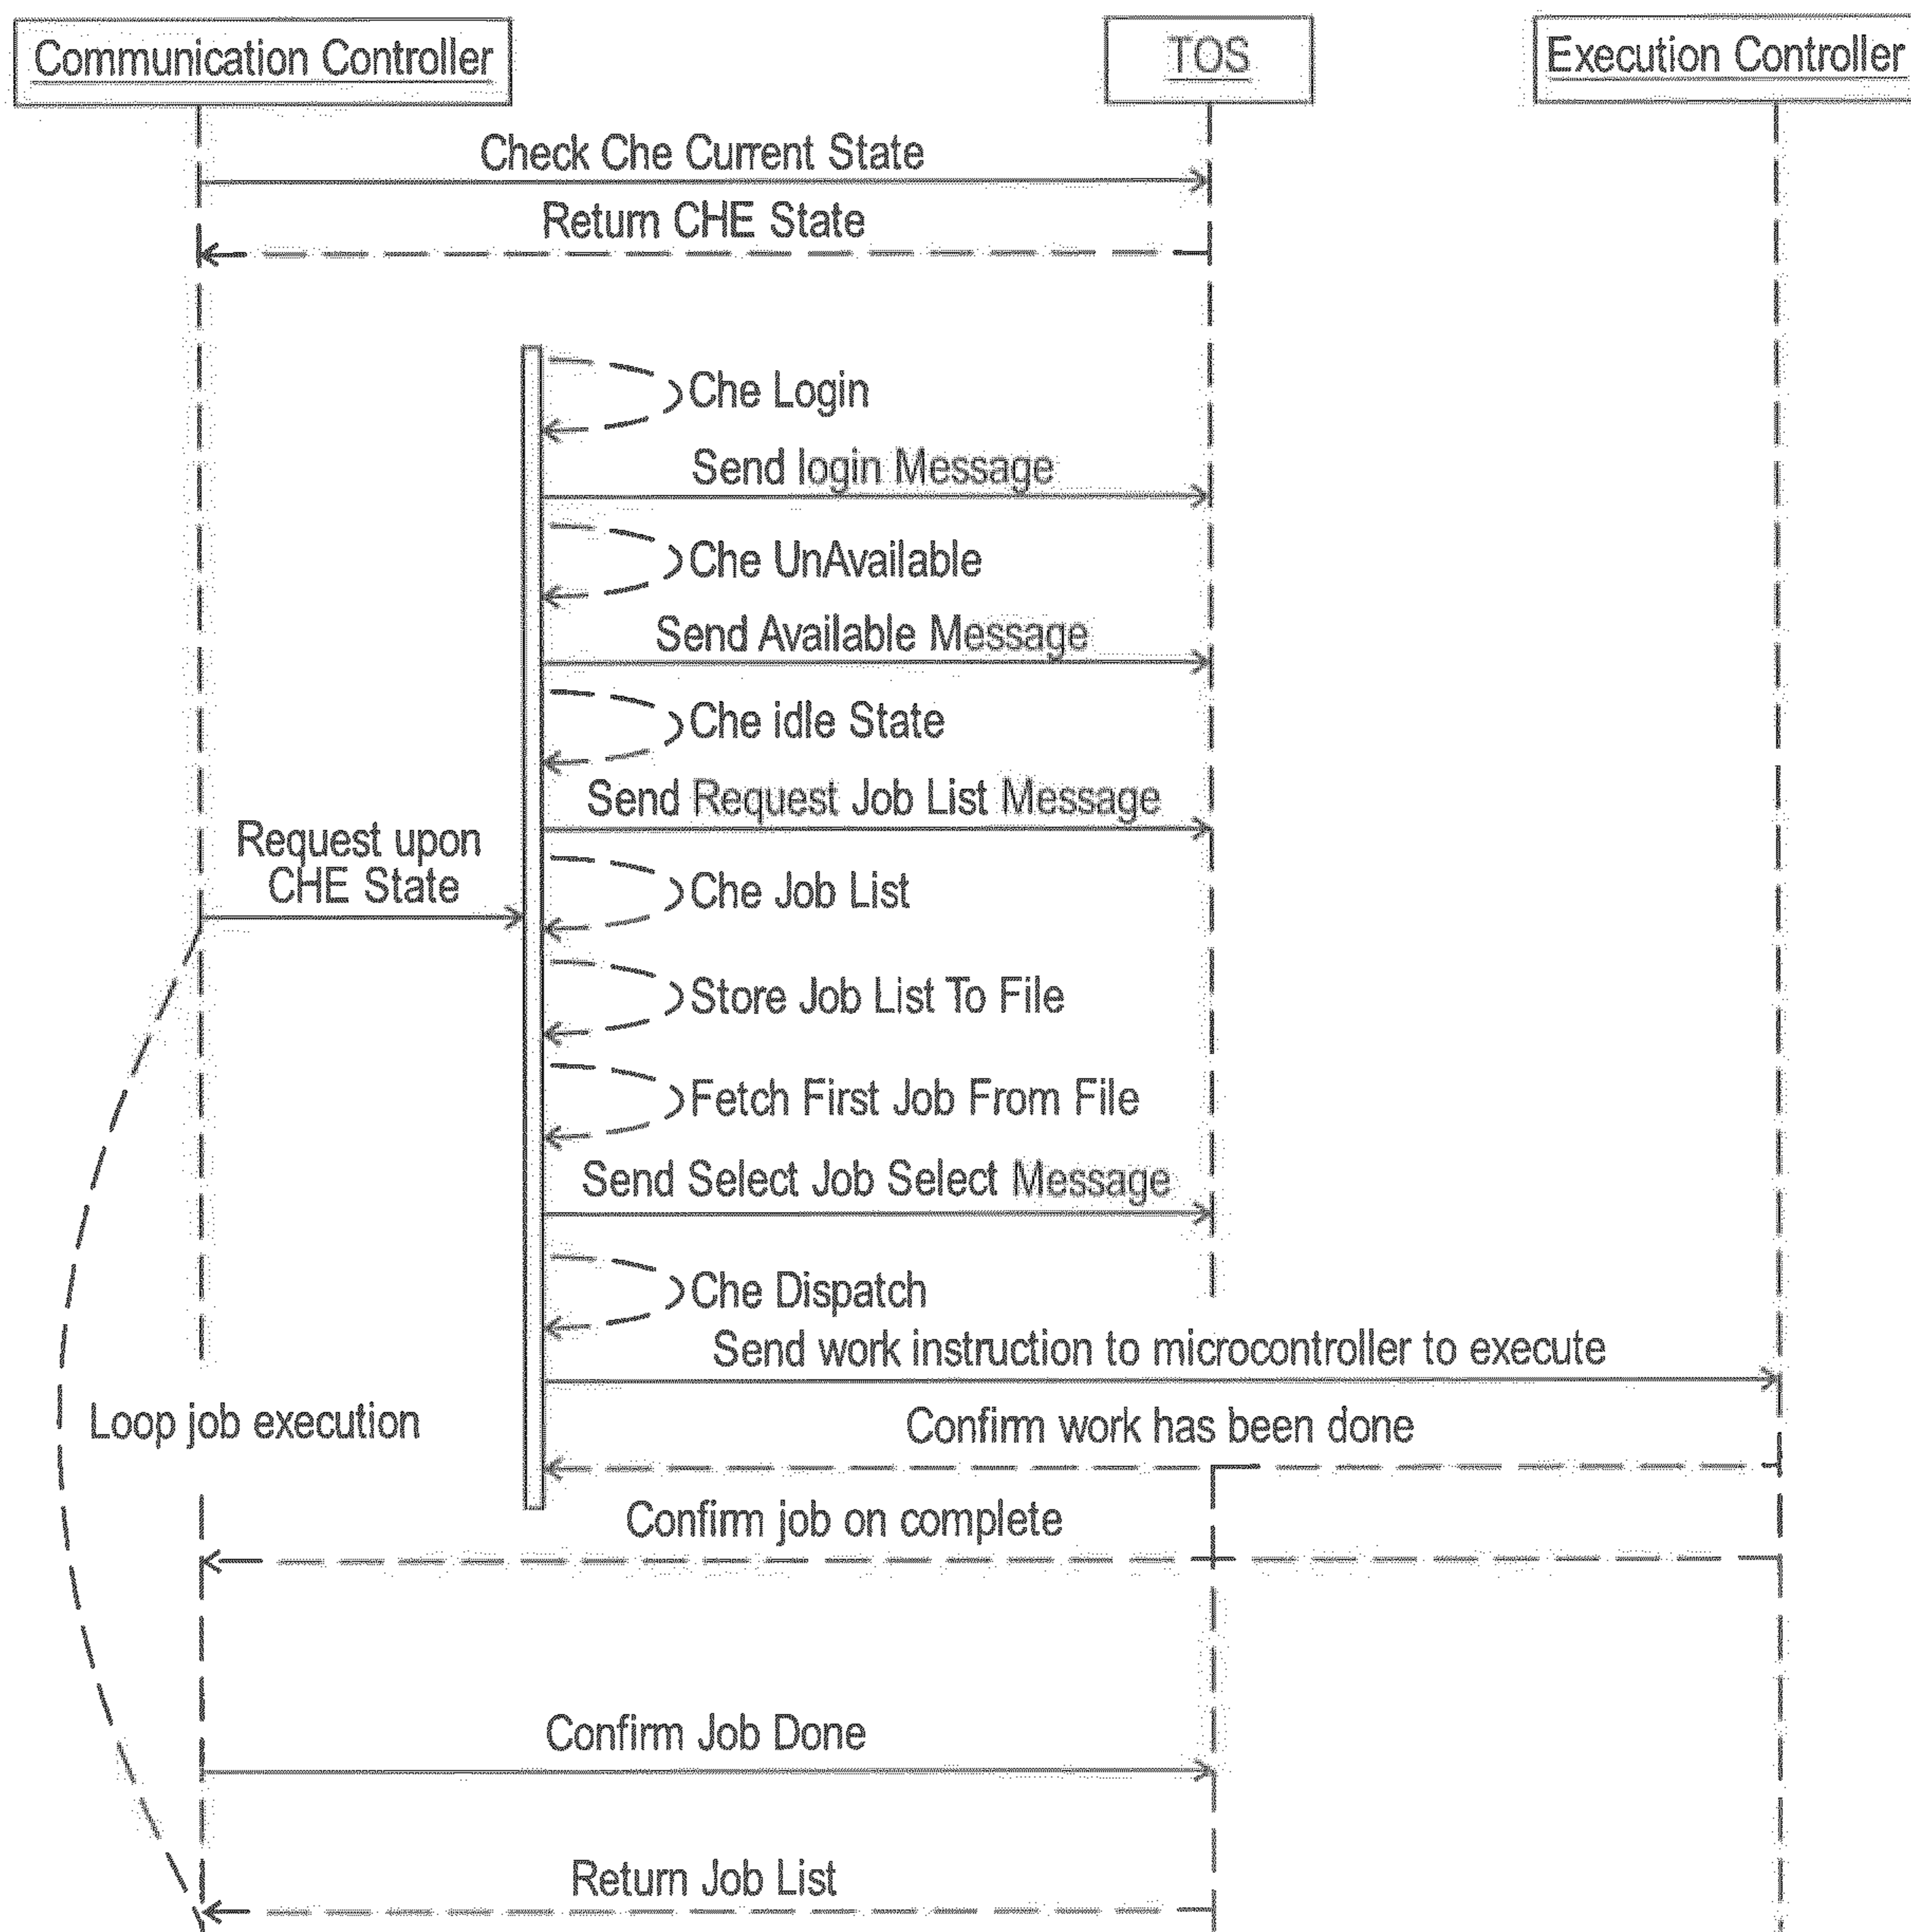 Communication Controller
TOS
Execution Controller
Check Che Current State
Return CHE State
Che Login
Send login Message
Che UnAvailable
Send Available Message
Che idle State
Send Request Job List Message
Request upon
CHE State
Che Job List
Store Job List To File
Fetch First Job From File
Send Select Job Select Message
Che Dispatch
Send work instruction to microcontroller to execute
Loop job execution
Confirm work has been done
Confirm job on complete
Confirm Job Done
Return Job List